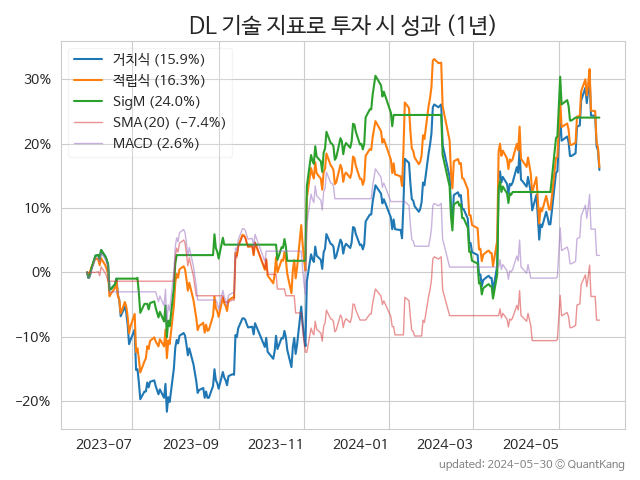 DL 기술 지표로 투자 시 성과 (1년)
거치식 (15.9%)
적립식 (16.3%)
SigM (24.0%)
SMA(20) (−7.4%)
MACD (2.6%)
30%
20%
10%
0%
−10%
−20%
2023-07 2023-09 2023-11 2024-01 2024-03 2024-05
updated: 2024-05-30 ⓒ QuantKang